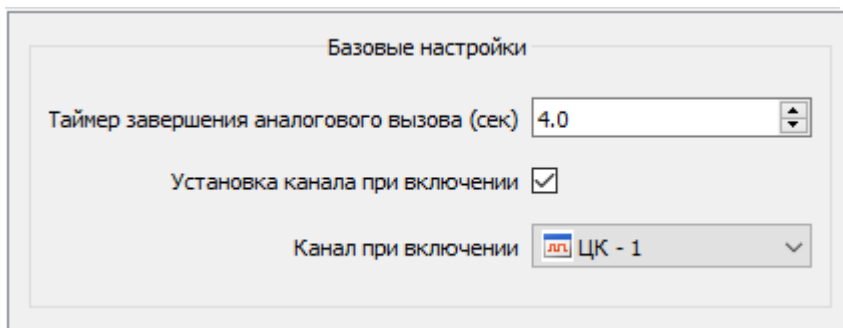 Базовые настройки
Таймер завершения аналогового вызова (сек) 4.0
Установка канала при включении
Канал при включении ЦК - 1